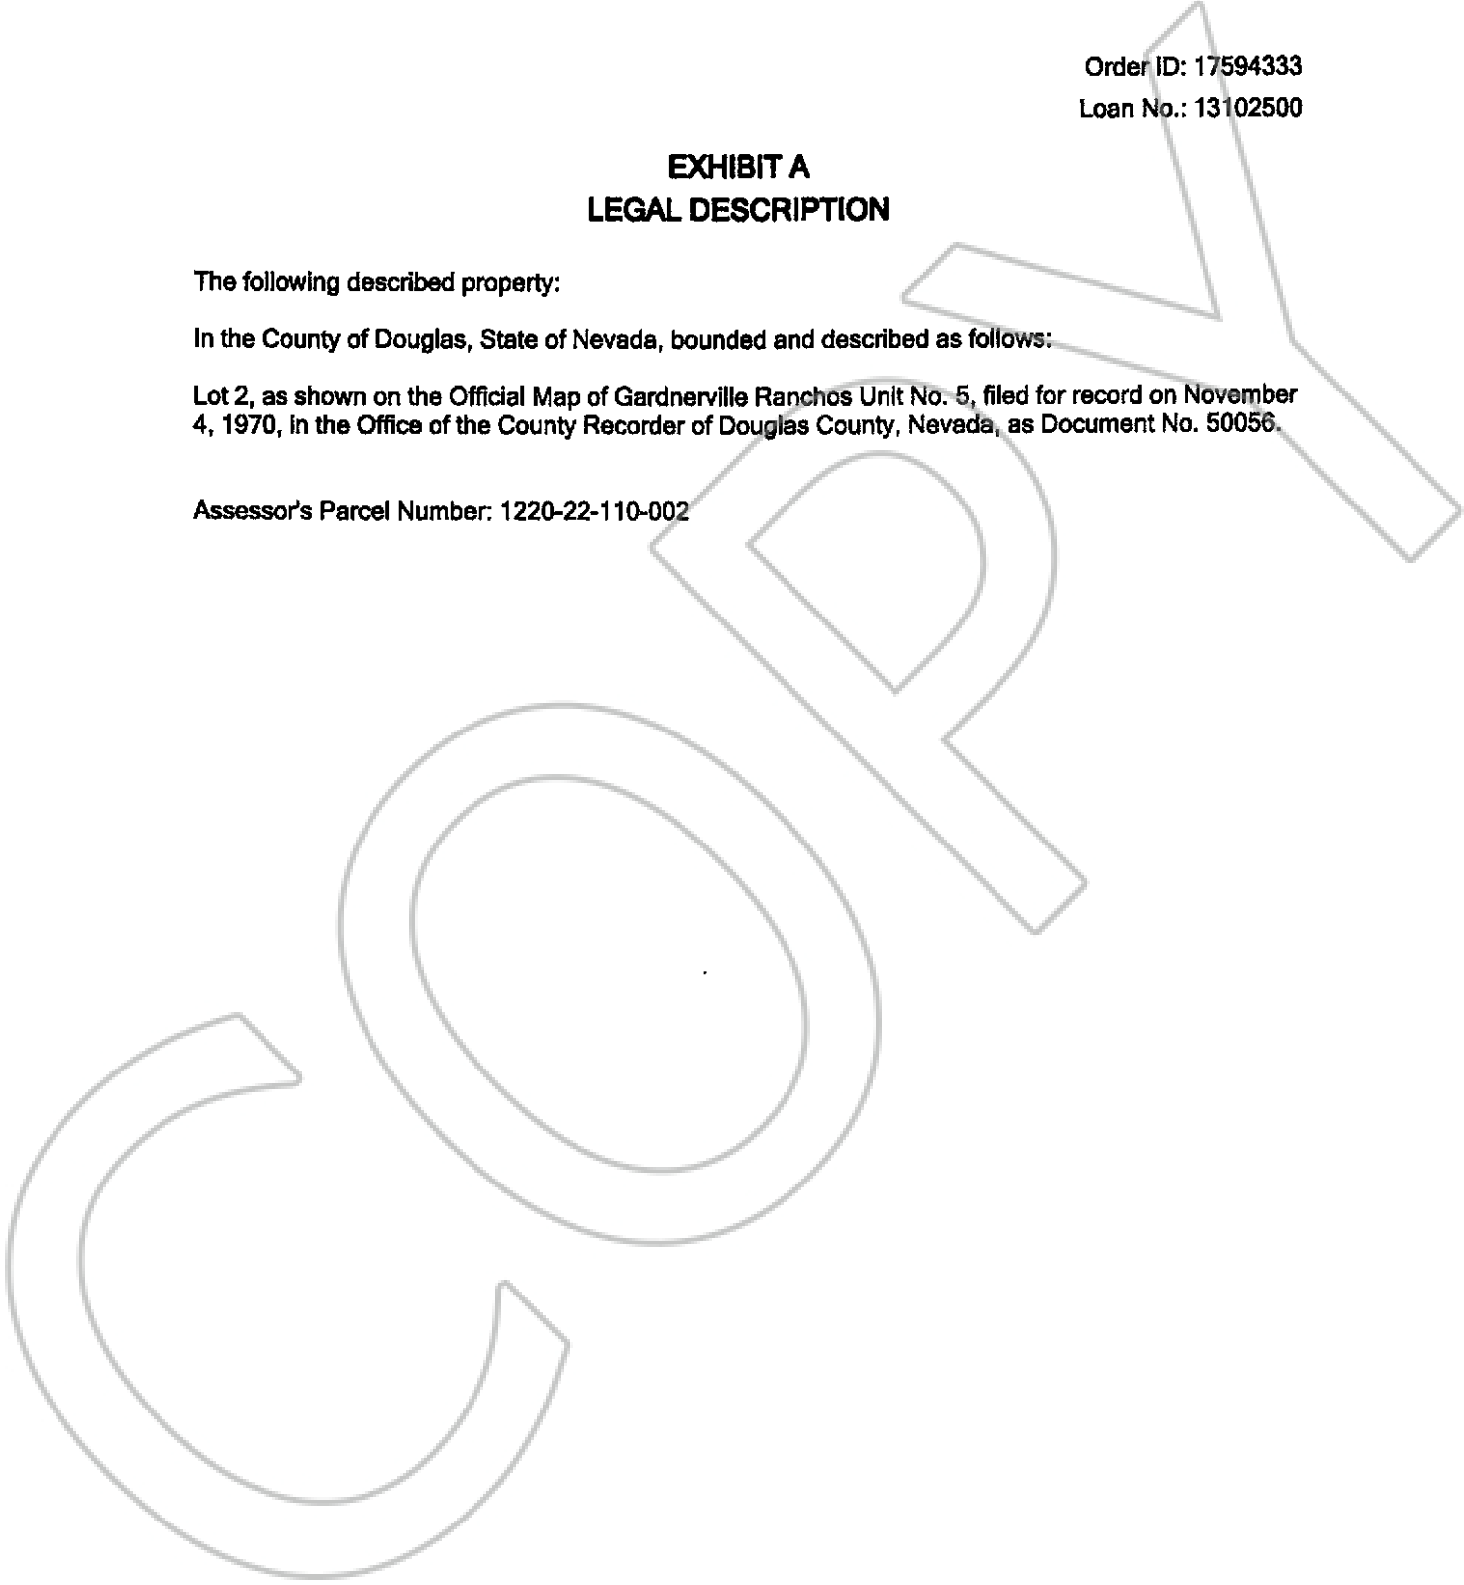 Order ID: 17594333
Loan No.: 13102500
EXHIBIT A
LEGAL DESCRIPTION
The following described property:
In the County of Douglas, State of Nevada, bounded and described as follows:
Lot 2, as shown on the Official Map of Gardnerville Ranchos Unit No. 5, filed for record on November
4, 1970, in the Office of the County Recorder of Douglas County, Nevada, as Document No. 50056.
Assessor's Parcel Number: 1220-22-110-002
COPY